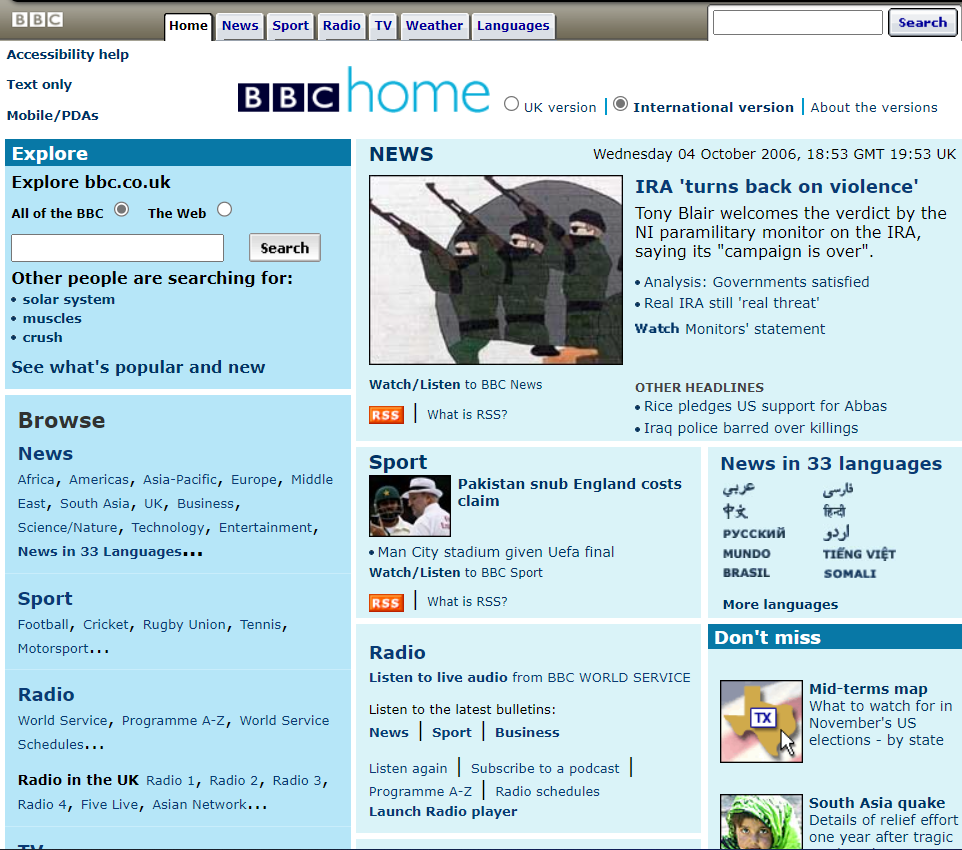 BBC
Home News Sport Radio TV Weather Languages Search
Accessibility help
Text only
Mobile/PDAs
BBC home UK version | International version | About the versions
Explore
Explore bbc.co.uk
All of the BBC The Web
Search
Other people are searching for:
• solar system
• muscles
• crush
See what's popular and new
Browse
News
Africa, Americas, Asia-Pacific, Europe, Middle
East, South Asia, UK, Business,
Science/Nature, Technology, Entertainment,
News in 33 Languages...
Sport
Football, Cricket, Rugby Union, Tennis,
Motorsport...
Radio
World Service, Programme A-Z, World Service
Schedules...
Radio in the UK Radio 1, Radio 2, Radio 3,
Radio 4, Five Live, Asian Network...
TV
NEWS Wednesday 04 October 2006, 18:53 GMT 19:53 UK
IRA 'turns back on violence'
Tony Blair welcomes the verdict by the
NI paramilitary monitor on the IRA,
saying its "campaign is over".
• Analysis: Governments satisfied
• Real IRA still 'real threat'
Watch Monitors' statement
Watch/Listen to BBC News
RSS | What is RSS?
OTHER HEADLINES
• Rice pledges US support for Abbas
• Iraq police barred over killings
Sport
Pakistan snub England costs
claim
• Man City stadium given Uefa final
Watch/Listen to BBC Sport
RSS | What is RSS?
News in 33 languages
عربي فارسی
中文 हिन्दी
РУССКИЙ اردو
MUNDO TIẾNG VIỆT
BRASIL SOMALI
More languages
Radio
Listen to live audio from BBC WORLD SERVICE
Listen to the latest bulletins:
News | Sport | Business
Listen again | Subscribe to a podcast |
Programme A-Z | Radio schedules
Launch Radio player
Don't miss
TX
Mid-terms map
What to watch for in
November's US
elections - by state
South Asia quake
Details of relief effort
one year after tragic